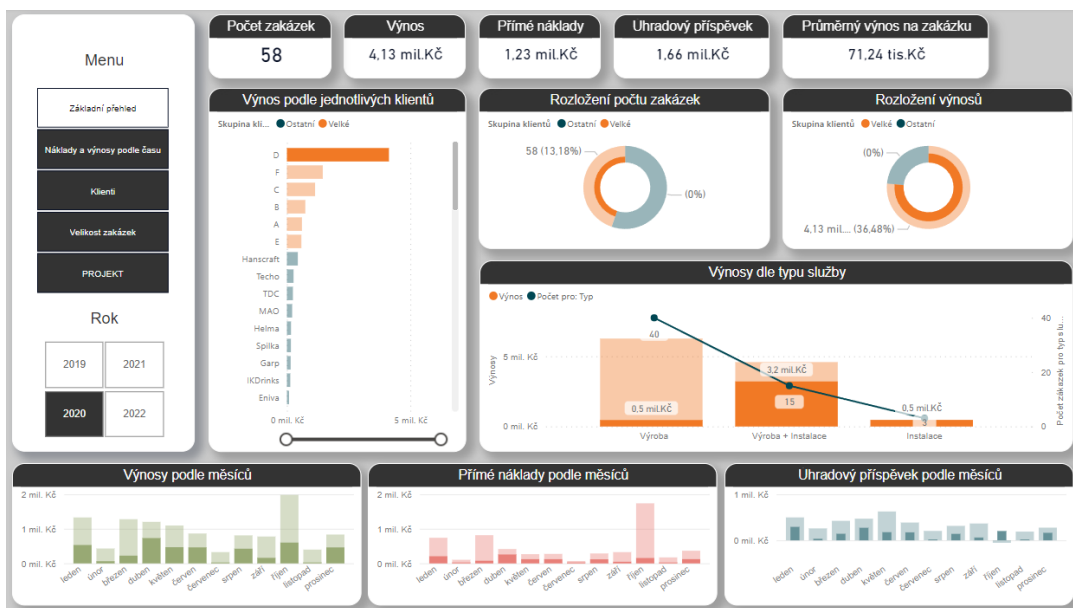 Menu
Základní přehled
Náklady a výnosy podle času
Klienti
Velikost zakázek
PROJEKT
Rok
2019
2021
2020
2022
Počet zakázek
58
Výnos
4,13 mil.Kč
Přímé náklady
1,23 mil.Kč
Uhradový příspěvek
1,66 mil.Kč
Průměrný výnos na zakázku
71,24 tis.Kč
Výnos podle jednotlivých klientů
Skupina kli... Ostatní Velké
D
F
C
B
A
E
Hanscraft
Techo
TDC
MAO
Helma
Spilka
Garp
IKDrinks
Eniva
0 mil. Kč
5 mil. Kč
Rozložení počtu zakázek
Skupina klientů Ostatní Velké
58 (13,18%)
(0%)
Rozložení výnosů
Skupina klientů Velké Ostatní
(0%)
4,13 mil.... (36,48%)
Výnosy dle typu služby
Výnos Počet pro: Typ
Výnosy
5 mil. Kč
0 mil. Kč
40
0,5 mil.Kč
3,2 mil.Kč
15
0,5 mil.Kč
3
40
20
0
Počet zakázek pro typ slu...
Výroba
Výroba + Instalace
Instalace
Výnosy podle měsíců
2 mil. Kč
1 mil. Kč
0 mil. Kč
leden
únor
březen
duben
květen
červen
červenec
srpen
září
říjen
listopad
prosinec
Přímé náklady podle měsíců
2 mil. Kč
1 mil. Kč
0 mil. Kč
leden
únor
březen
duben
květen
červen
červenec
srpen
září
říjen
listopad
prosinec
Uhradový příspěvek podle měsíců
1 mil. Kč
0 mil. Kč
leden
únor
březen
duben
květen
červen
červenec
srpen
září
říjen
listopad
prosinec